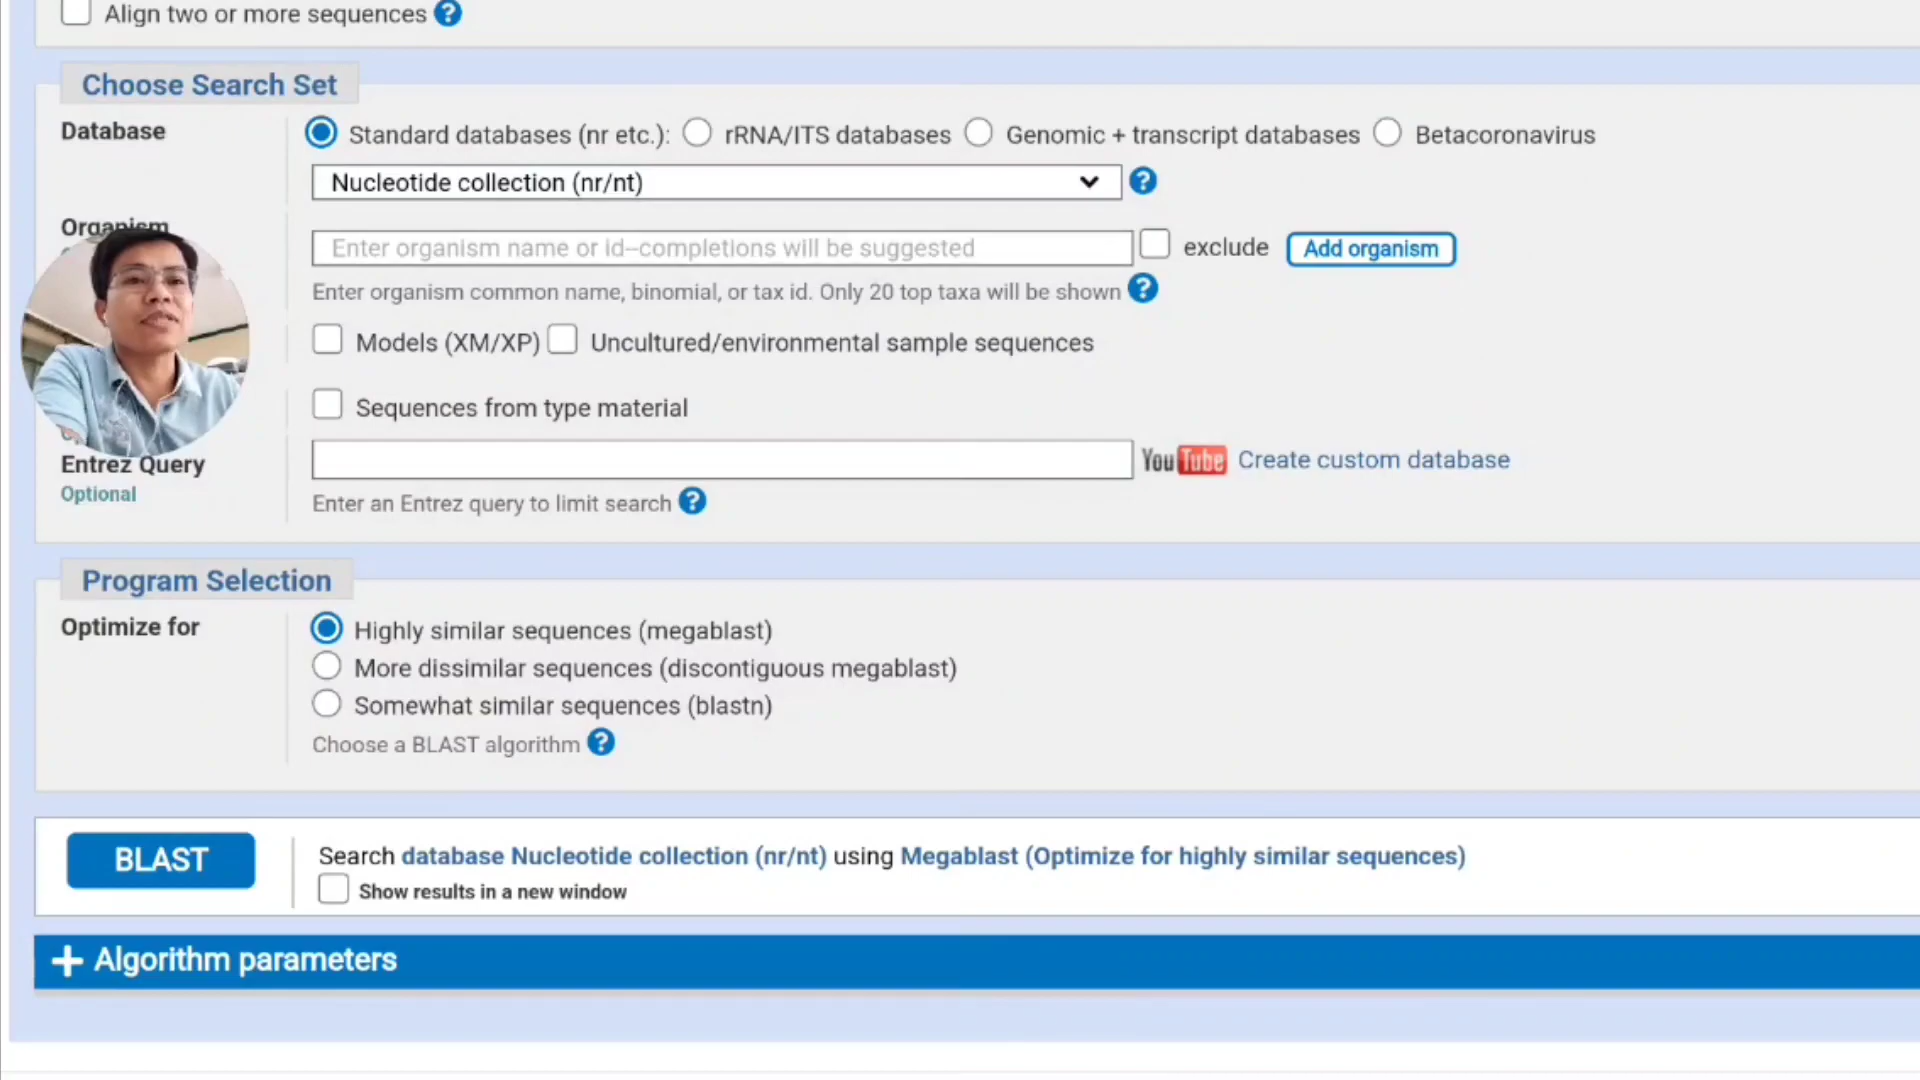 Align two or more sequences ?
Choose Search Set
Database
Standard databases (nr etc.): rRNA/ITS databases Genomic + transcript databases Betacoronavirus
Nucleotide collection (nr/nt) ?
Organism
Enter organism name or id--completions will be suggested exclude Add organism
Enter organism common name, binomial, or tax id. Only 20 top taxa will be shown ?
Models (XM/XP) Uncultured/environmental sample sequences
Sequences from type material
Entrez Query
YouTube Create custom database
Optional
Enter an Entrez query to limit search ?
Program Selection
Optimize for
Highly similar sequences (megablast)
More dissimilar sequences (discontiguous megablast)
Somewhat similar sequences (blastn)
Choose a BLAST algorithm ?
BLAST
Search database Nucleotide collection (nr/nt) using Megablast (Optimize for highly similar sequences)
Show results in a new window
+ Algorithm parameters